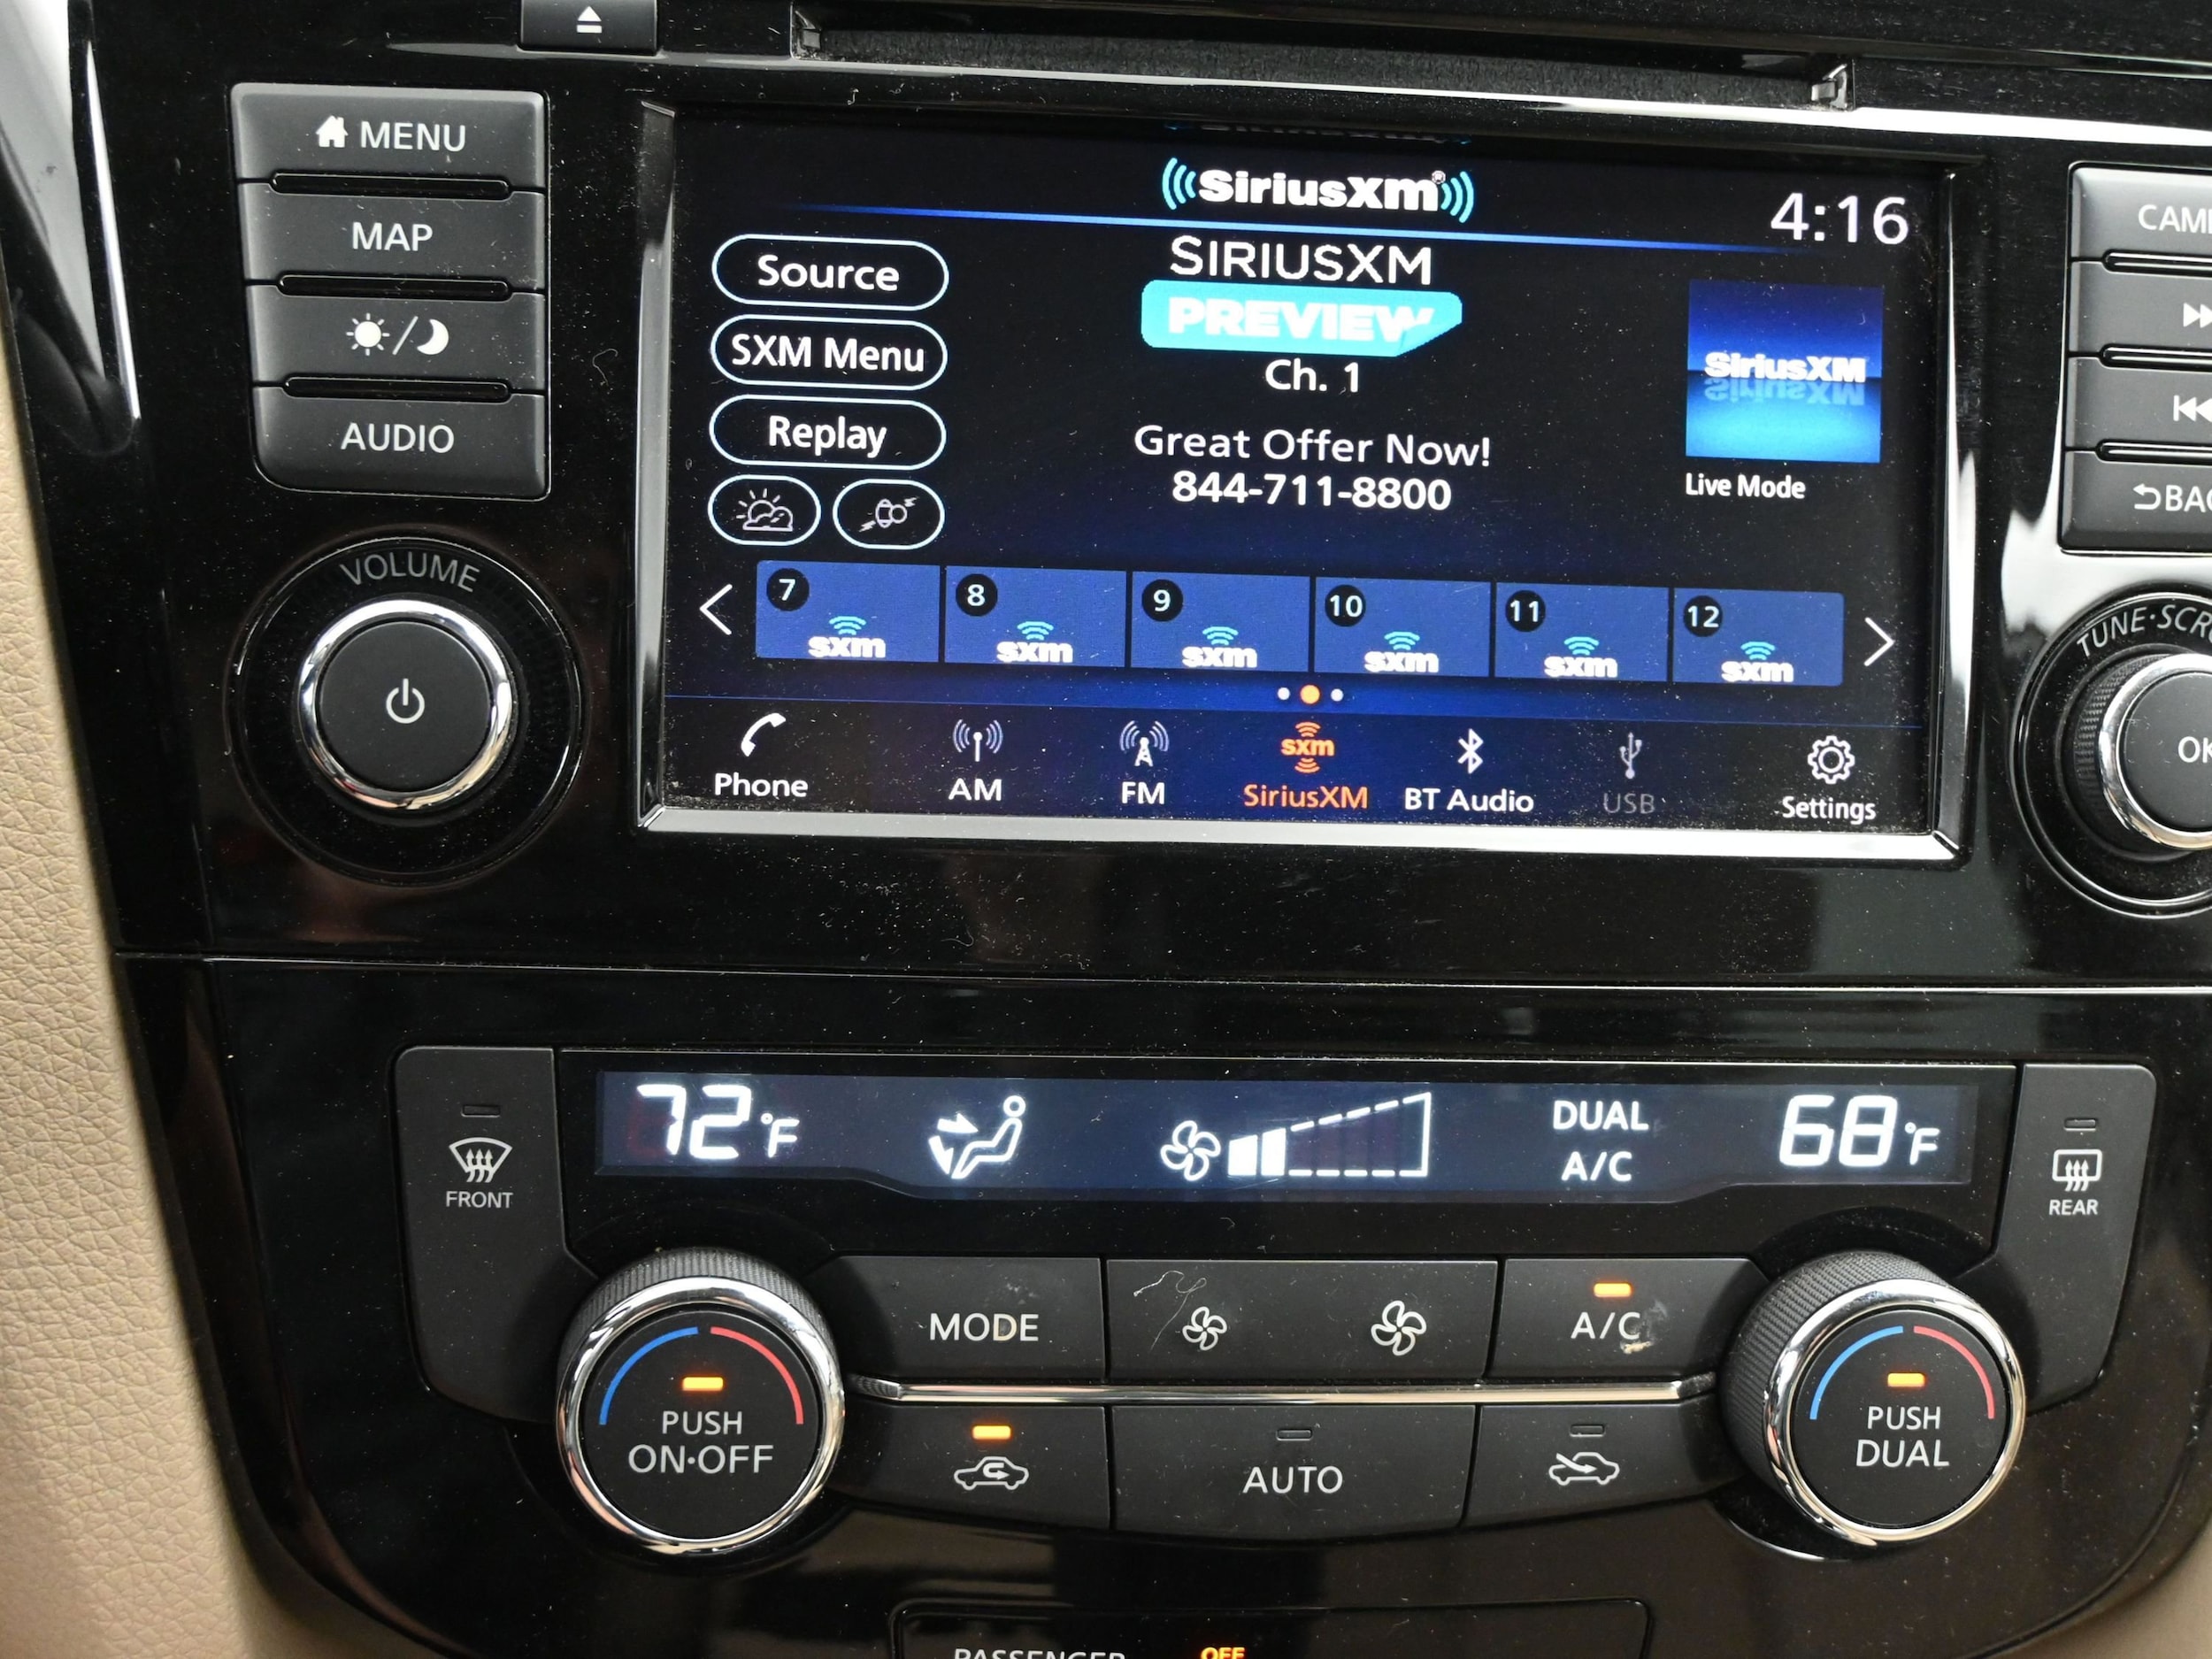 MENU
MAP
AUDIO
VOLUME
SiriusXm®
4:16
Source
SXM Menu
Replay
SIRIUSXM
PREVIEW
Ch. 1
Great Offer Now!
844-711-8800
SiriusXM
Live Mode
7 sxm
8 sxm
9 sxm
10 sxm
11 sxm
12 sxm
Phone
AM
FM
sxm
SiriusXM
BT Audio
USB
Settings
OK
72°F
DUAL
A/C
68°F
FRONT
REAR
MODE
A/C
PUSH
ON·OFF
AUTO
PUSH
DUAL
PASSENGER
OFF